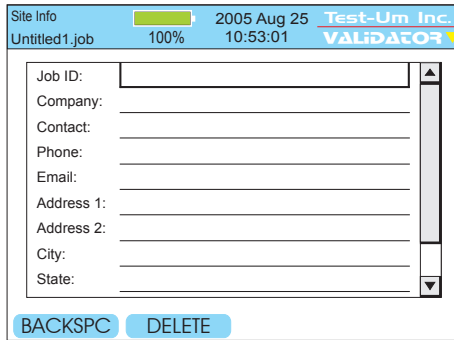 Site Info
Untitled1.job
100%
2005 Aug 25
10:53:01
Test-Um Inc.
VALIDATOR
Job ID:
Company:
Contact:
Phone:
Email:
Address 1:
Address 2:
City:
State:
BACKSPC DELETE